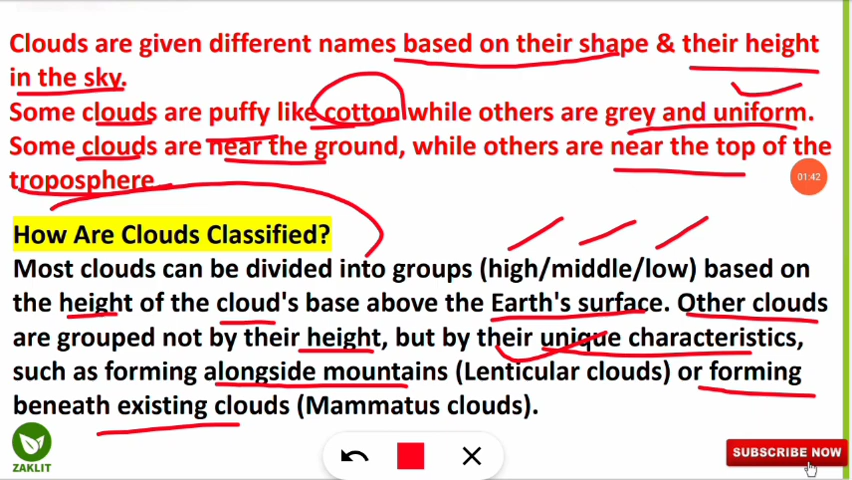 Clouds are given different names based on their shape & their height
in the sky.
Some clouds are puffy like cotton while others are grey and uniform.
Some clouds are near the ground, while others are near the top of the
troposphere.
01:42
How Are Clouds Classified?
Most clouds can be divided into groups (high/middle/low) based on
the height of the cloud's base above the Earth's surface. Other clouds
are grouped not by their height, but by their unique characteristics,
such as forming alongside mountains (Lenticular clouds) or forming
beneath existing clouds (Mammatus clouds).
ZAKLIT
SUBSCRIBE NOW